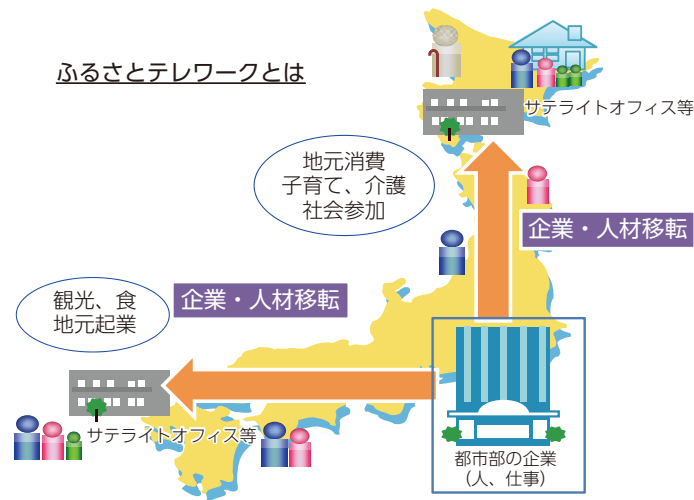 ふるさとテレワークとは
サテライトオフィス等
地元消費
子育て、介護
社会参加
企業・人材移転
観光、食
地元起業
企業・人材移転
サテライトオフィス等
都市部の企業
（人、仕事）